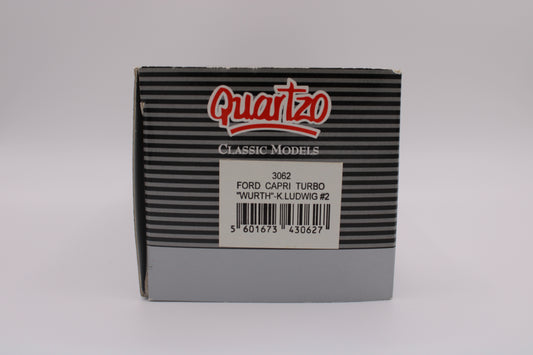 Quartzo
CLASSIC MODELS
3062
FORD CAPRI TURBO
"WURTH"-K.LUDWIG #2
5 601673 430627